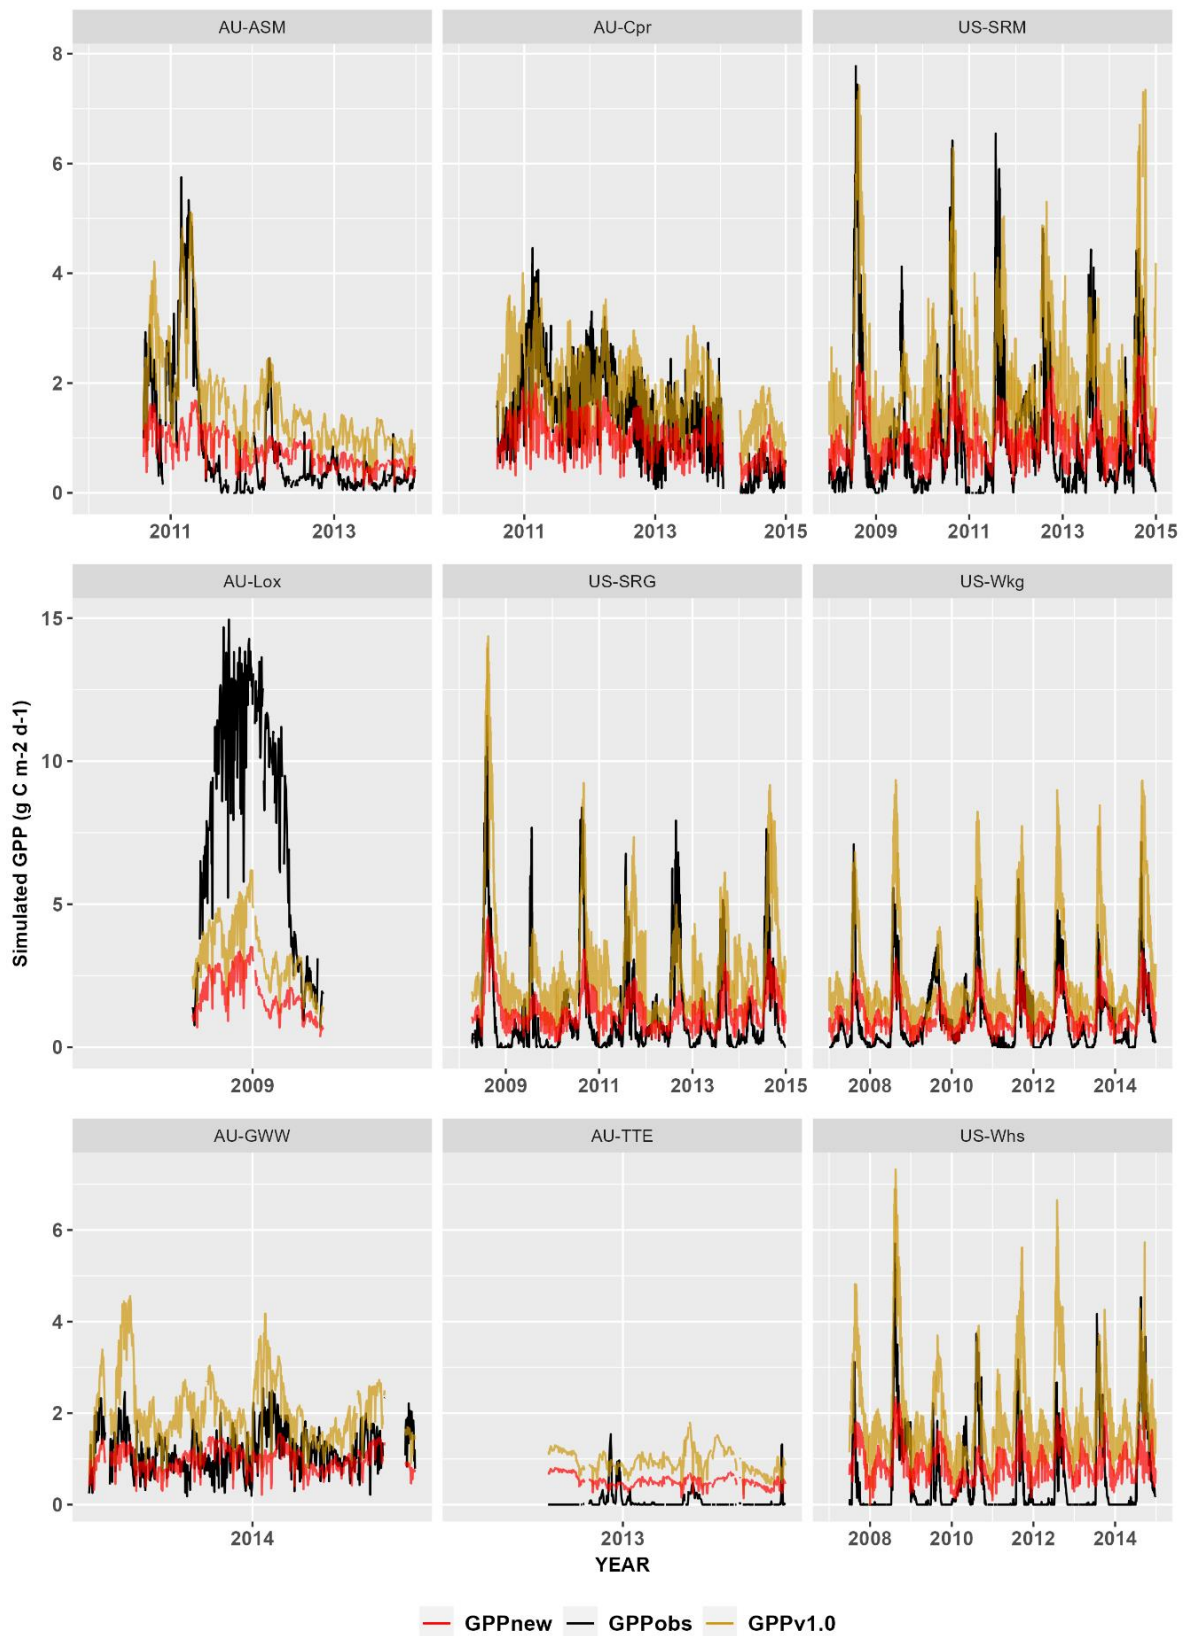 AU-ASM AU-Cpr US-SRM
8
6
4
2
0
2011 2013 2011 2013 2015 2009 2011 2012 2013 2014 2015
AU-Lox US-SRG US-Wkg
Simulated GPP (g C m-2 d-1)
15
10
5
0
2009 2009 2011 2013 2015 2008 2010 2012 2014
AU-GWW AU-TTE US-Whs
6
4
2
0
2014 2013 2008 2010 2012 2014
YEAR
GPPnew GPPobs GPPv1.0